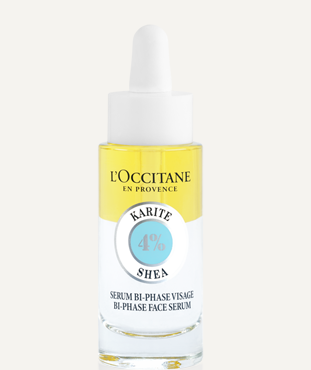 L'OCCITANE
EN PROVENCE
KARITE
4%
SHEA
SERUM BI-PHASE VISAGE
BI-PHASE FACE SERUM